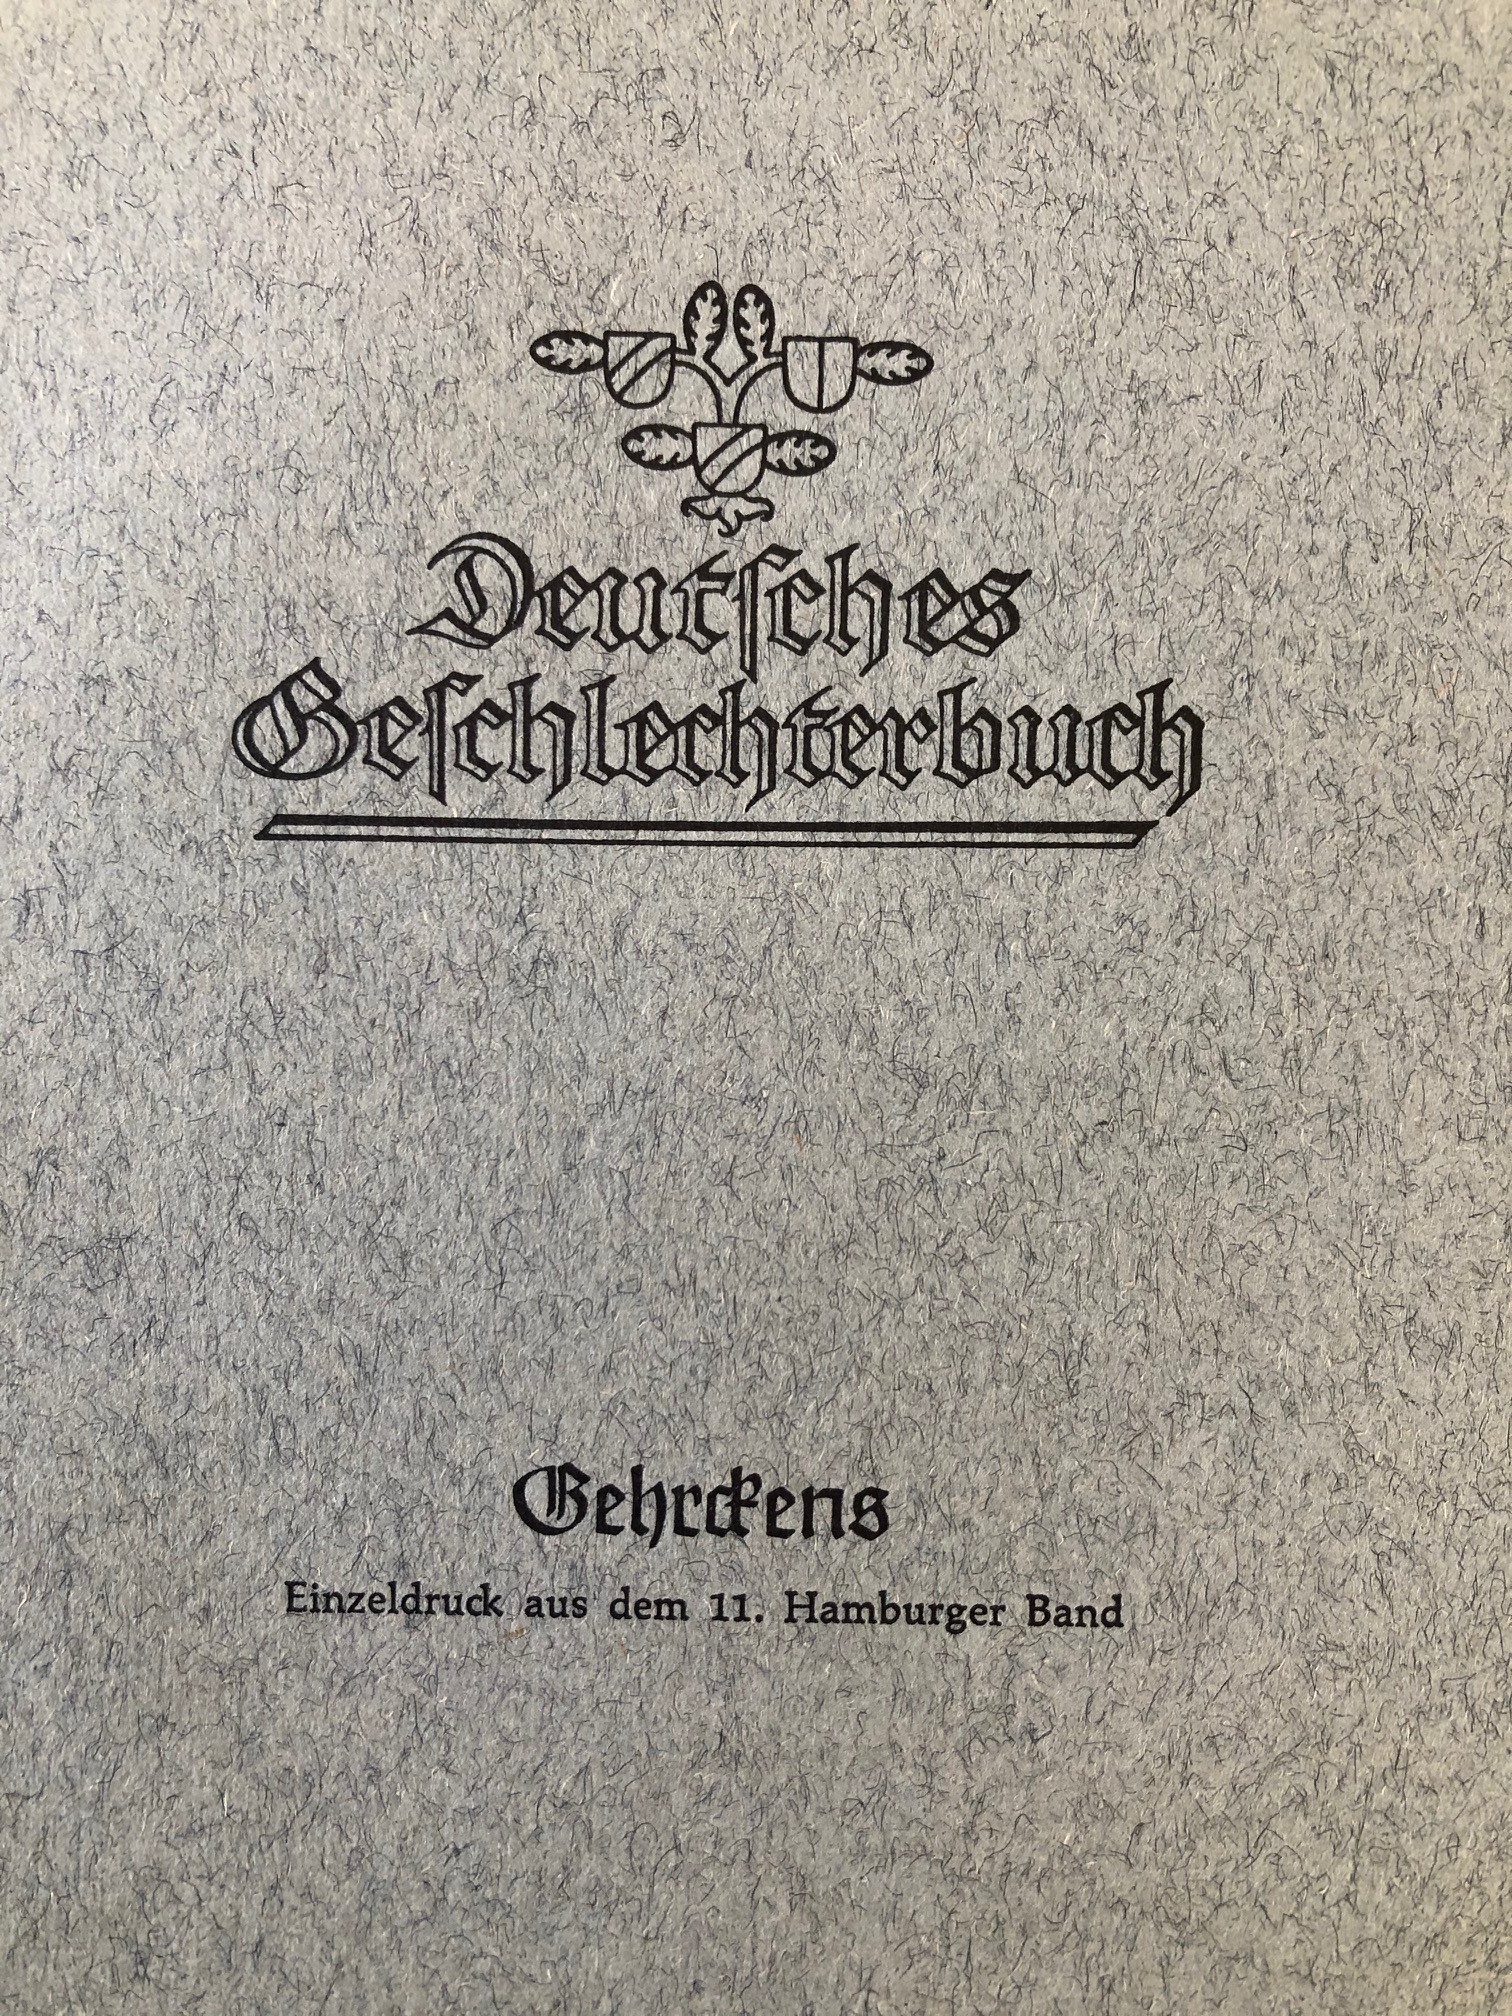 Deutſches
Geſchlechterbuch
Gehrckens
Einzeldruck aus dem 11. Hamburger Band